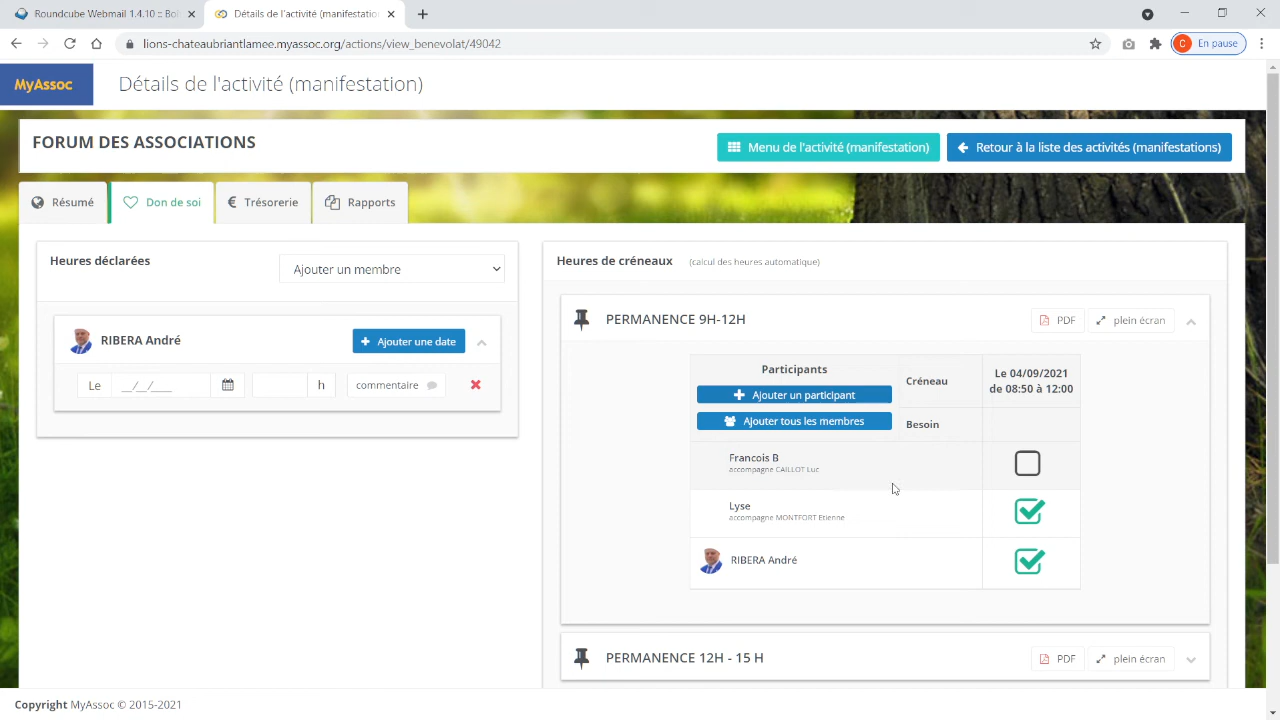 Roundcube Webmail 1.4.10 :: Boî
Détails de l'activité (manifestation)
lions-chateaubriantlamee.myassoc.org/actions/view_benevolat/49042
C En pause
MyAssoc
Détails de l'activité (manifestation)
FORUM DES ASSOCIATIONS
Menu de l'activité (manifestation)
Retour à la liste des activités (manifestations)
Résumé
Don de soi
€ Trésorerie
Rapports
Heures déclarées
Ajouter un membre
Heures de créneaux (calcul des heures automatique)
RIBERA André
Ajouter une date
Le __/__/____ h commentaire
PERMANENCE 9H-12H
PDF
plein écran
Participants
Ajouter un participant
Ajouter tous les membres
Créneau
Le 04/09/2021
de 08:50 à 12:00
Besoin
Francois B
accompagne CAILLOT Luc
Lyse
accompagne MONTFORT Etienne
RIBERA André
PERMANENCE 12H - 15 H
PDF
plein écran
Copyright MyAssoc © 2015-2021